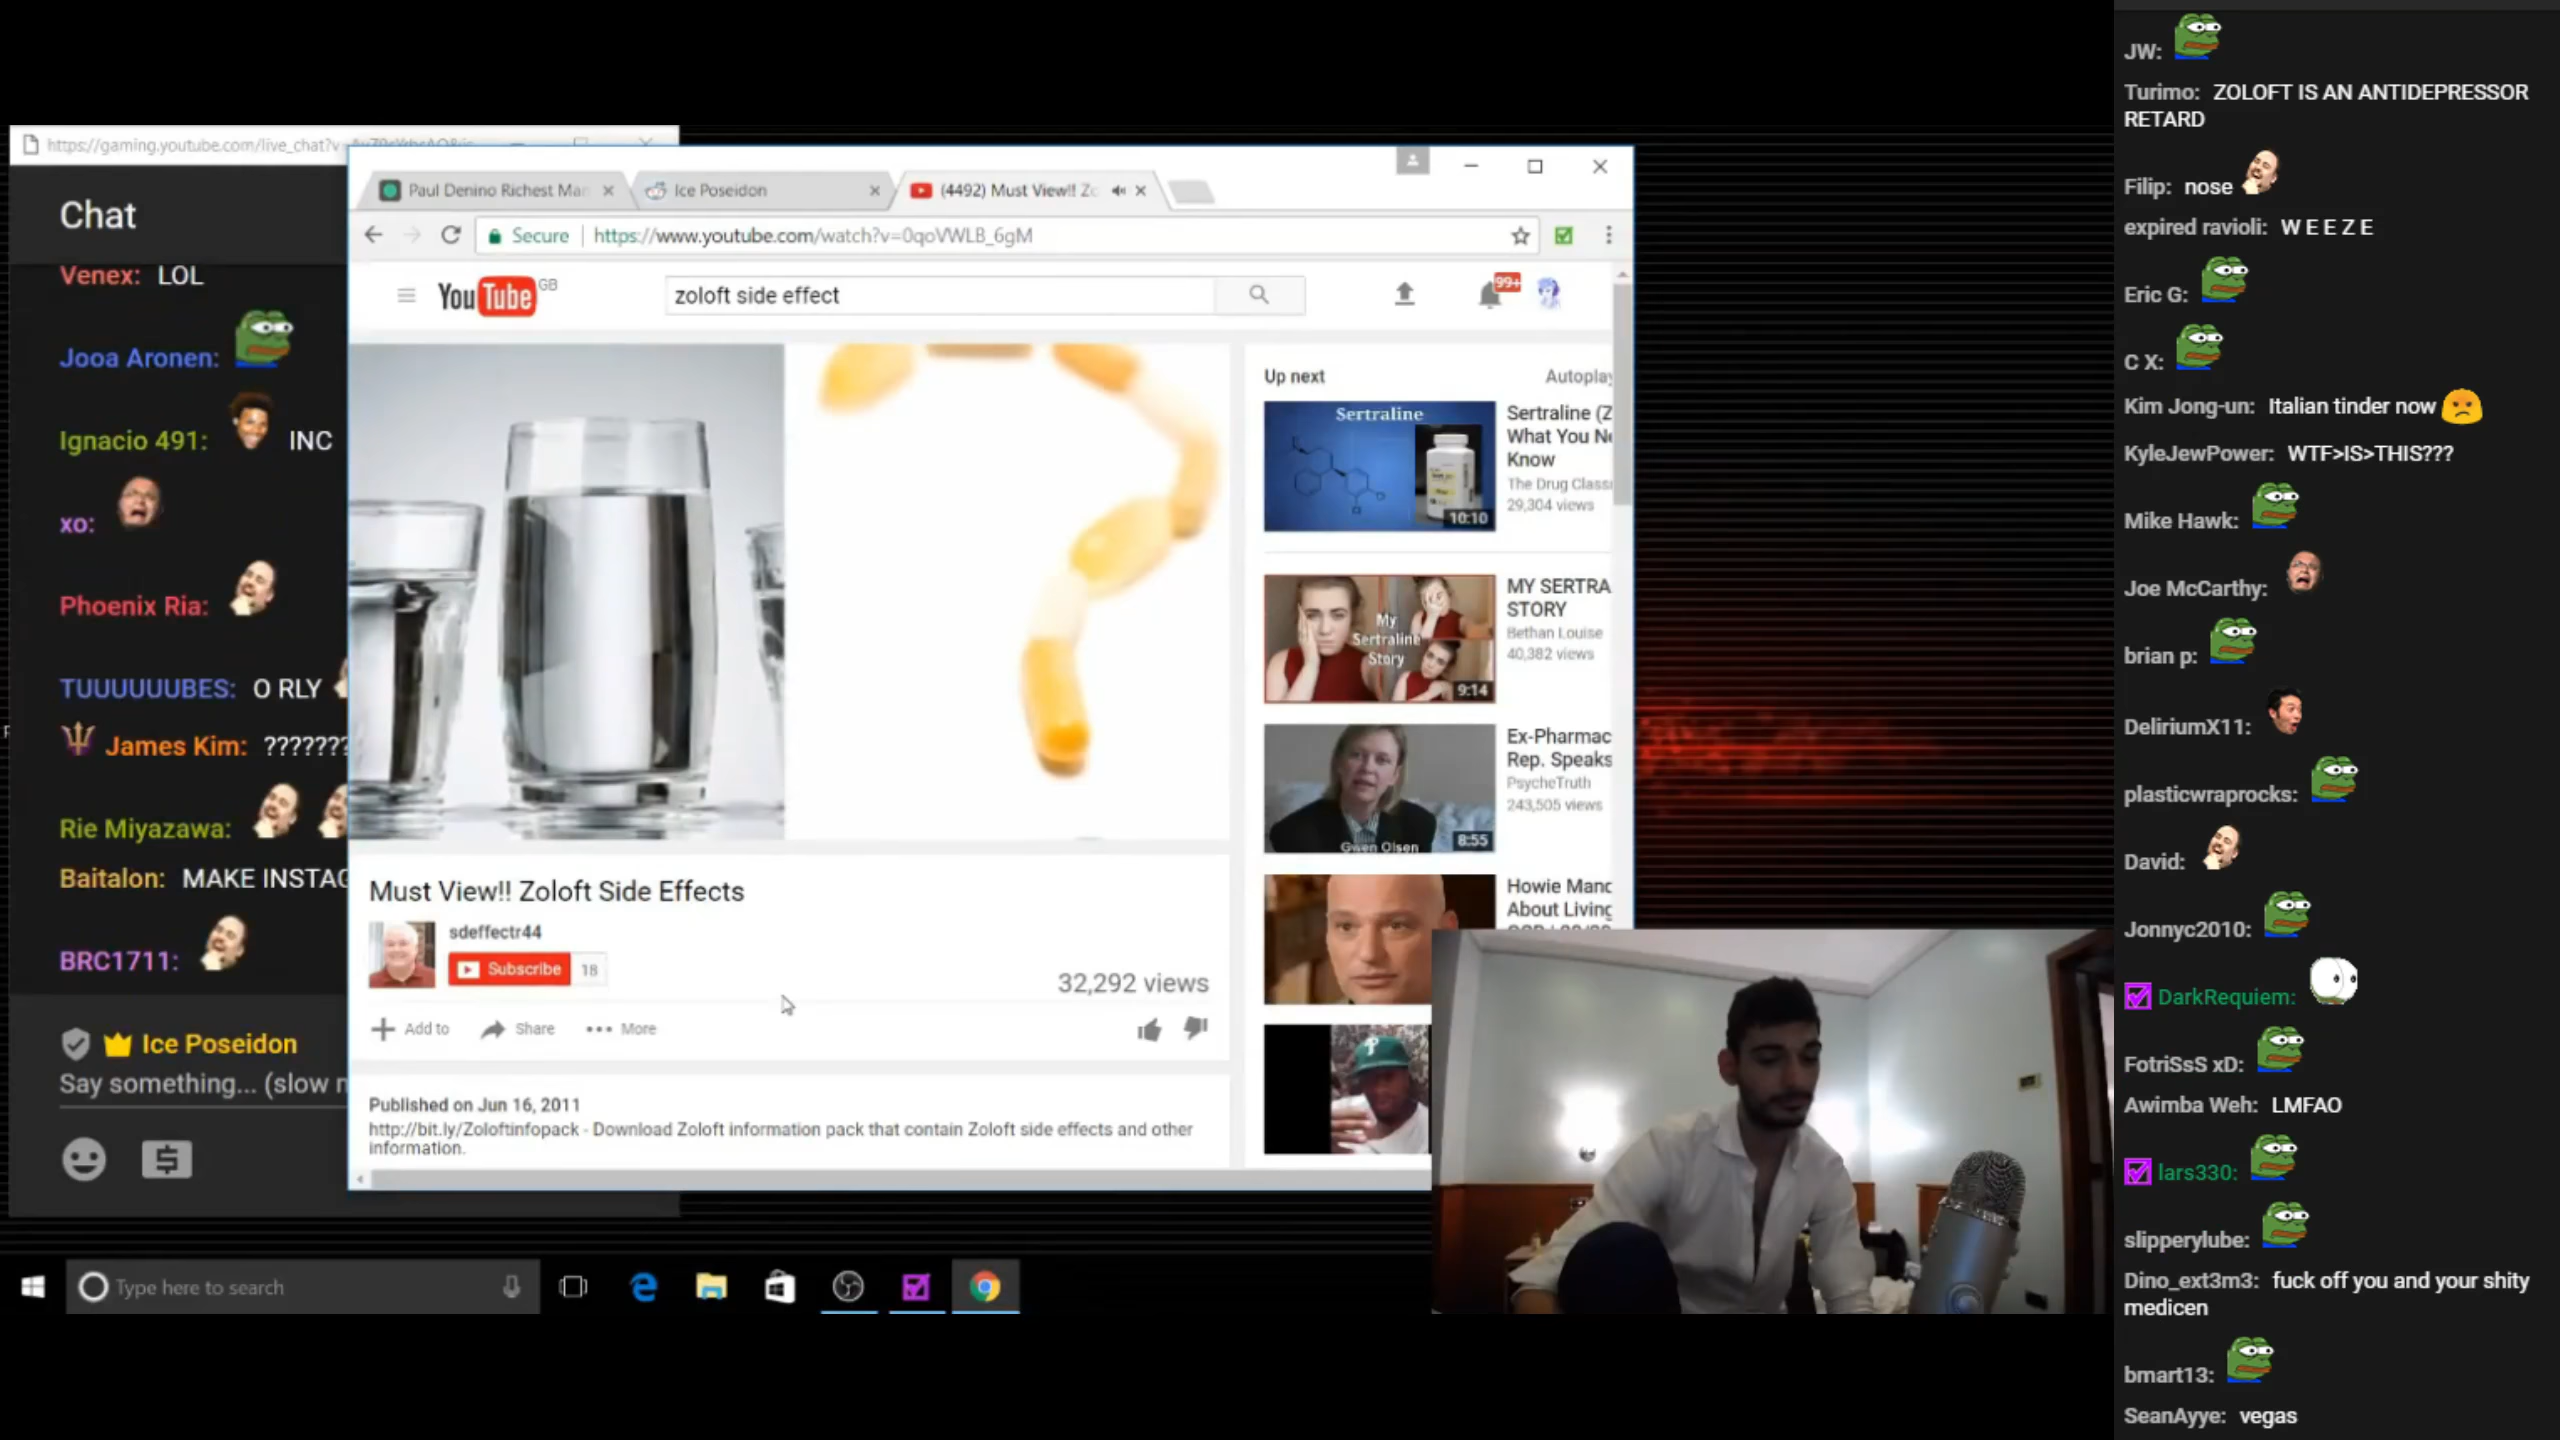 https://gaming.youtube.com/live_chat?v
Chat
Venex: LOL
Jooa Aronen:
Ignacio 491: INC
xo:
Phoenix Ria:
TUUUUUUBES: O RLY
James Kim: ???????
Rie Miyazawa:
Baitalon: MAKE INSTAG
BRC1711:
Ice Poseidon
Say something... (slow m
Paul Denino Richest Man
Ice Poseidon
(4492) Must View!! Zo
Secure
https://www.youtube.com/watch?v=0qoVWLB_6gM
YouTube GB
zoloft side effect
99+
Up next
Autoplay
Sertraline
10:10
Sertraline (Z
What You Ne
Know
The Drug Class
29,304 views
My
Sertraline
Story
9:14
MY SERTRA
STORY
Bethan Louise
40,382 views
Gwen Olsen
8:55
Ex-Pharmac
Rep. Speaks
PsycheTruth
243,505 views
Howie Mand
About Living
P
Must View!! Zoloft Side Effects
sdeffectr44
Subscribe 18
32,292 views
Add to Share More
Published on Jun 16, 2011
http://bit.ly/Zoloftinfopack - Download Zoloft information pack that contain Zoloft side effects and other
information.
Type here to search
JW:
Turimo: ZOLOFT IS AN ANTIDEPRESSOR
RETARD
Filip: nose
expired ravioli: W E E Z E
Eric G:
C X:
Kim Jong-un: Italian tinder now
KyleJewPower: WTF>IS>THIS???
Mike Hawk:
Joe McCarthy:
brian p:
DeliriumX11:
plasticwraprocks:
David:
Jonnyc2010:
DarkRequiem:
FotriSsS xD:
Awimba Weh: LMFAO
lars330:
slipperylube:
Dino_ext3m3: fuck off you and your shity
medicen
bmart13:
SeanAyye: vegas